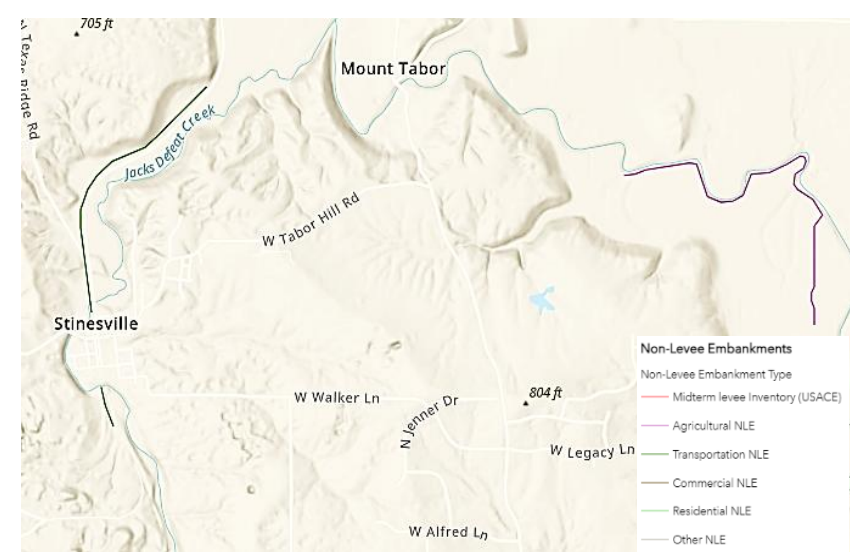 705 ft
N Texas Ridge Rd
Mount Tabor
Jacks Defeat Creek
W Tabor Hill Rd
Stinesville
804 ft
W Walker Ln
N Jenner Dr
W Legacy Ln
W Alfred Ln
Non-Levee Embankments
Non-Levee Embankment Type
Midterm levee Inventory (USACE)
Agricultural NLE
Transportation NLE
Commercial NLE
Residential NLE
Other NLE